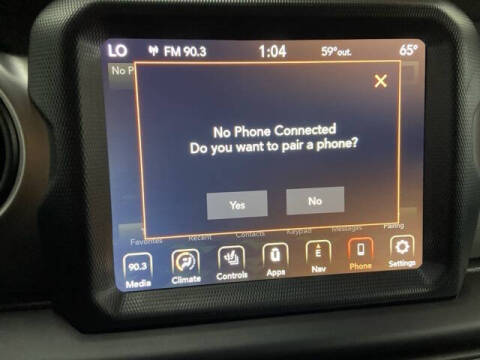 LO FM 90.3 1:04 59°out. 65°
No P
No Phone Connected
Do you want to pair a phone?
Yes No
Favorites Recent Contacts Keypad Messages Pairing
90.3 E
Media Climate Controls Apps Nav Phone Settings